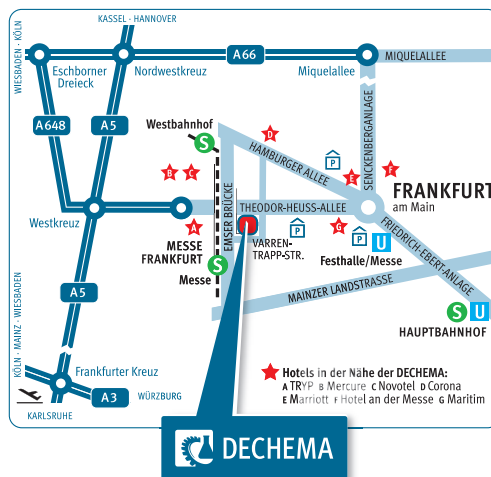 KASSEL - HANNOVER
WIESBADEN - KÖLN
A66
MIQUELALLEE
Eschborner
Dreieck
Nordwestkreuz
Miquelallee
A648
A5
Westbahnhof
S
D
P
HAMBURGER ALLEE
SENCKENBERGANLAGE
B
C
E
F
FRANKFURT
am Main
THEODOR-HEUSS-ALLEE
Westkreuz
A
EMSER BRÜCKE
G
P
U
MESSE
FRANKFURT
VARREN-
TRAPP-STR.
Festhalle/Messe
FRIEDRICH-EBERT-ANLAGE
S
Messe
A5
MAINZER LANDSTRASSE
KÖLN - MAINZ - WIESBADEN
S
U
HAUPTBAHNHOF
Frankfurter Kreuz
A3
WÜRZBURG
KARLSRUHE
Hotels in der Nähe der DECHEMA:
A TRYP B Mercure C Novotel D Corona
E Marriott F Hotel an der Messe G Maritim
DECHEMA